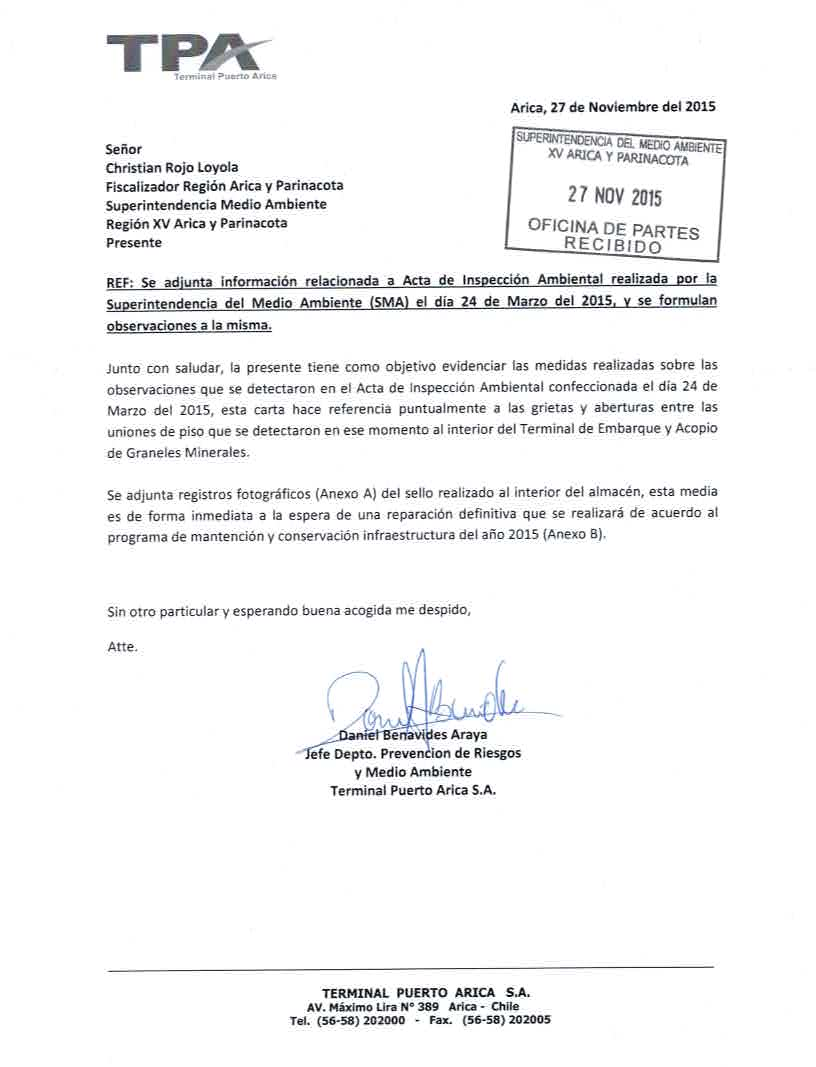 TPA
Terminal Puerto Arica
Arica, 27 de Noviembre del 2015
SUPERINTENDENCIA DEL MEDIO AMBIENTE
XV ARICA Y PARINACOTA
27 NOV 2015
OFICINA DE PARTES
RECIBIDO
Señor
Christian Rojo Loyola
Fiscalizador Región Arica y Parinacota
Superintendencia Medio Ambiente
Región XV Arica y Parinacota
Presente
REF: Se adjunta información relacionada a Acta de Inspección Ambiental realizada por la
Superintendencia del Medio Ambiente (SMA) el día 24 de Marzo del 2015, y se formulan
observaciones a la misma.
Junto con saludar, la presente tiene como objetivo evidenciar las medidas realizadas sobre las
observaciones que se detectaron en el Acta de Inspección Ambiental confeccionada el día 24 de
Marzo del 2015, esta carta hace referencia puntualmente a las grietas y aberturas entre las
uniones de piso que se detectaron en ese momento al interior del Terminal de Embarque y Acopio
de Graneles Minerales.
Se adjunta registros fotográficos (Anexo A) del sello realizado al interior del almacén, esta media
es de forma inmediata a la espera de una reparación definitiva que se realizará de acuerdo al
programa de mantención y conservación infraestructura del año 2015 (Anexo B).
Sin otro particular y esperando buena acogida me despido,
Atte.
Daniel Benavides Araya
Jefe Depto. Prevencion de Riesgos
y Medio Ambiente
Terminal Puerto Arica S.A.
TERMINAL PUERTO ARICA S.A.
AV. Máximo Lira N° 389 Arica - Chile
Tel. (56-58) 202000 - Fax. (56-58) 202005